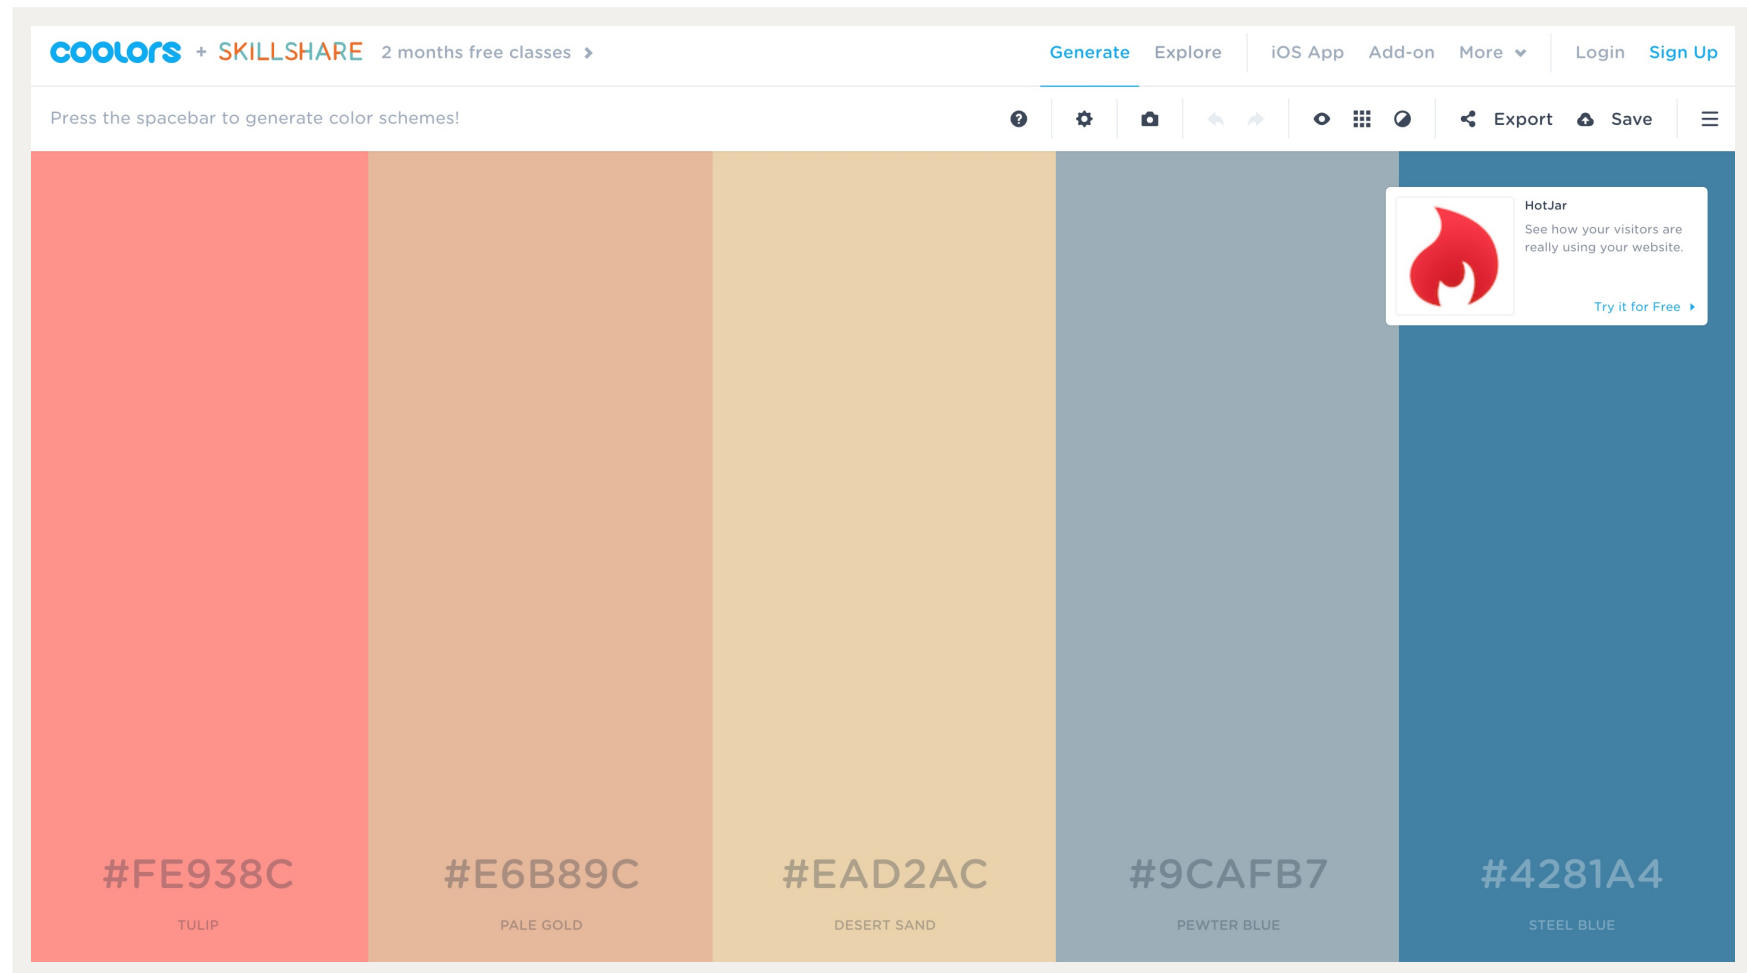 coolors + SKILLSHARE 2 months free classes Generate Explore iOS App Add-on More Login Sign Up
Press the spacebar to generate color schemes! Export Save
HotJar
See how your visitors are
really using your website.
Try it for Free
#FE938C #E6B89C #EAD2AC #9CAFB7 #4281A4
TULIP PALE GOLD DESERT SAND PEWTER BLUE STEEL BLUE